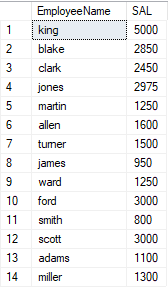 EmployeeName SAL
1 king 5000
2 blake 2850
3 clark 2450
4 jones 2975
5 martin 1250
6 allen 1600
7 turner 1500
8 james 950
9 ward 1250
10 ford 3000
11 smith 800
12 scott 3000
13 adams 1100
14 miller 1300